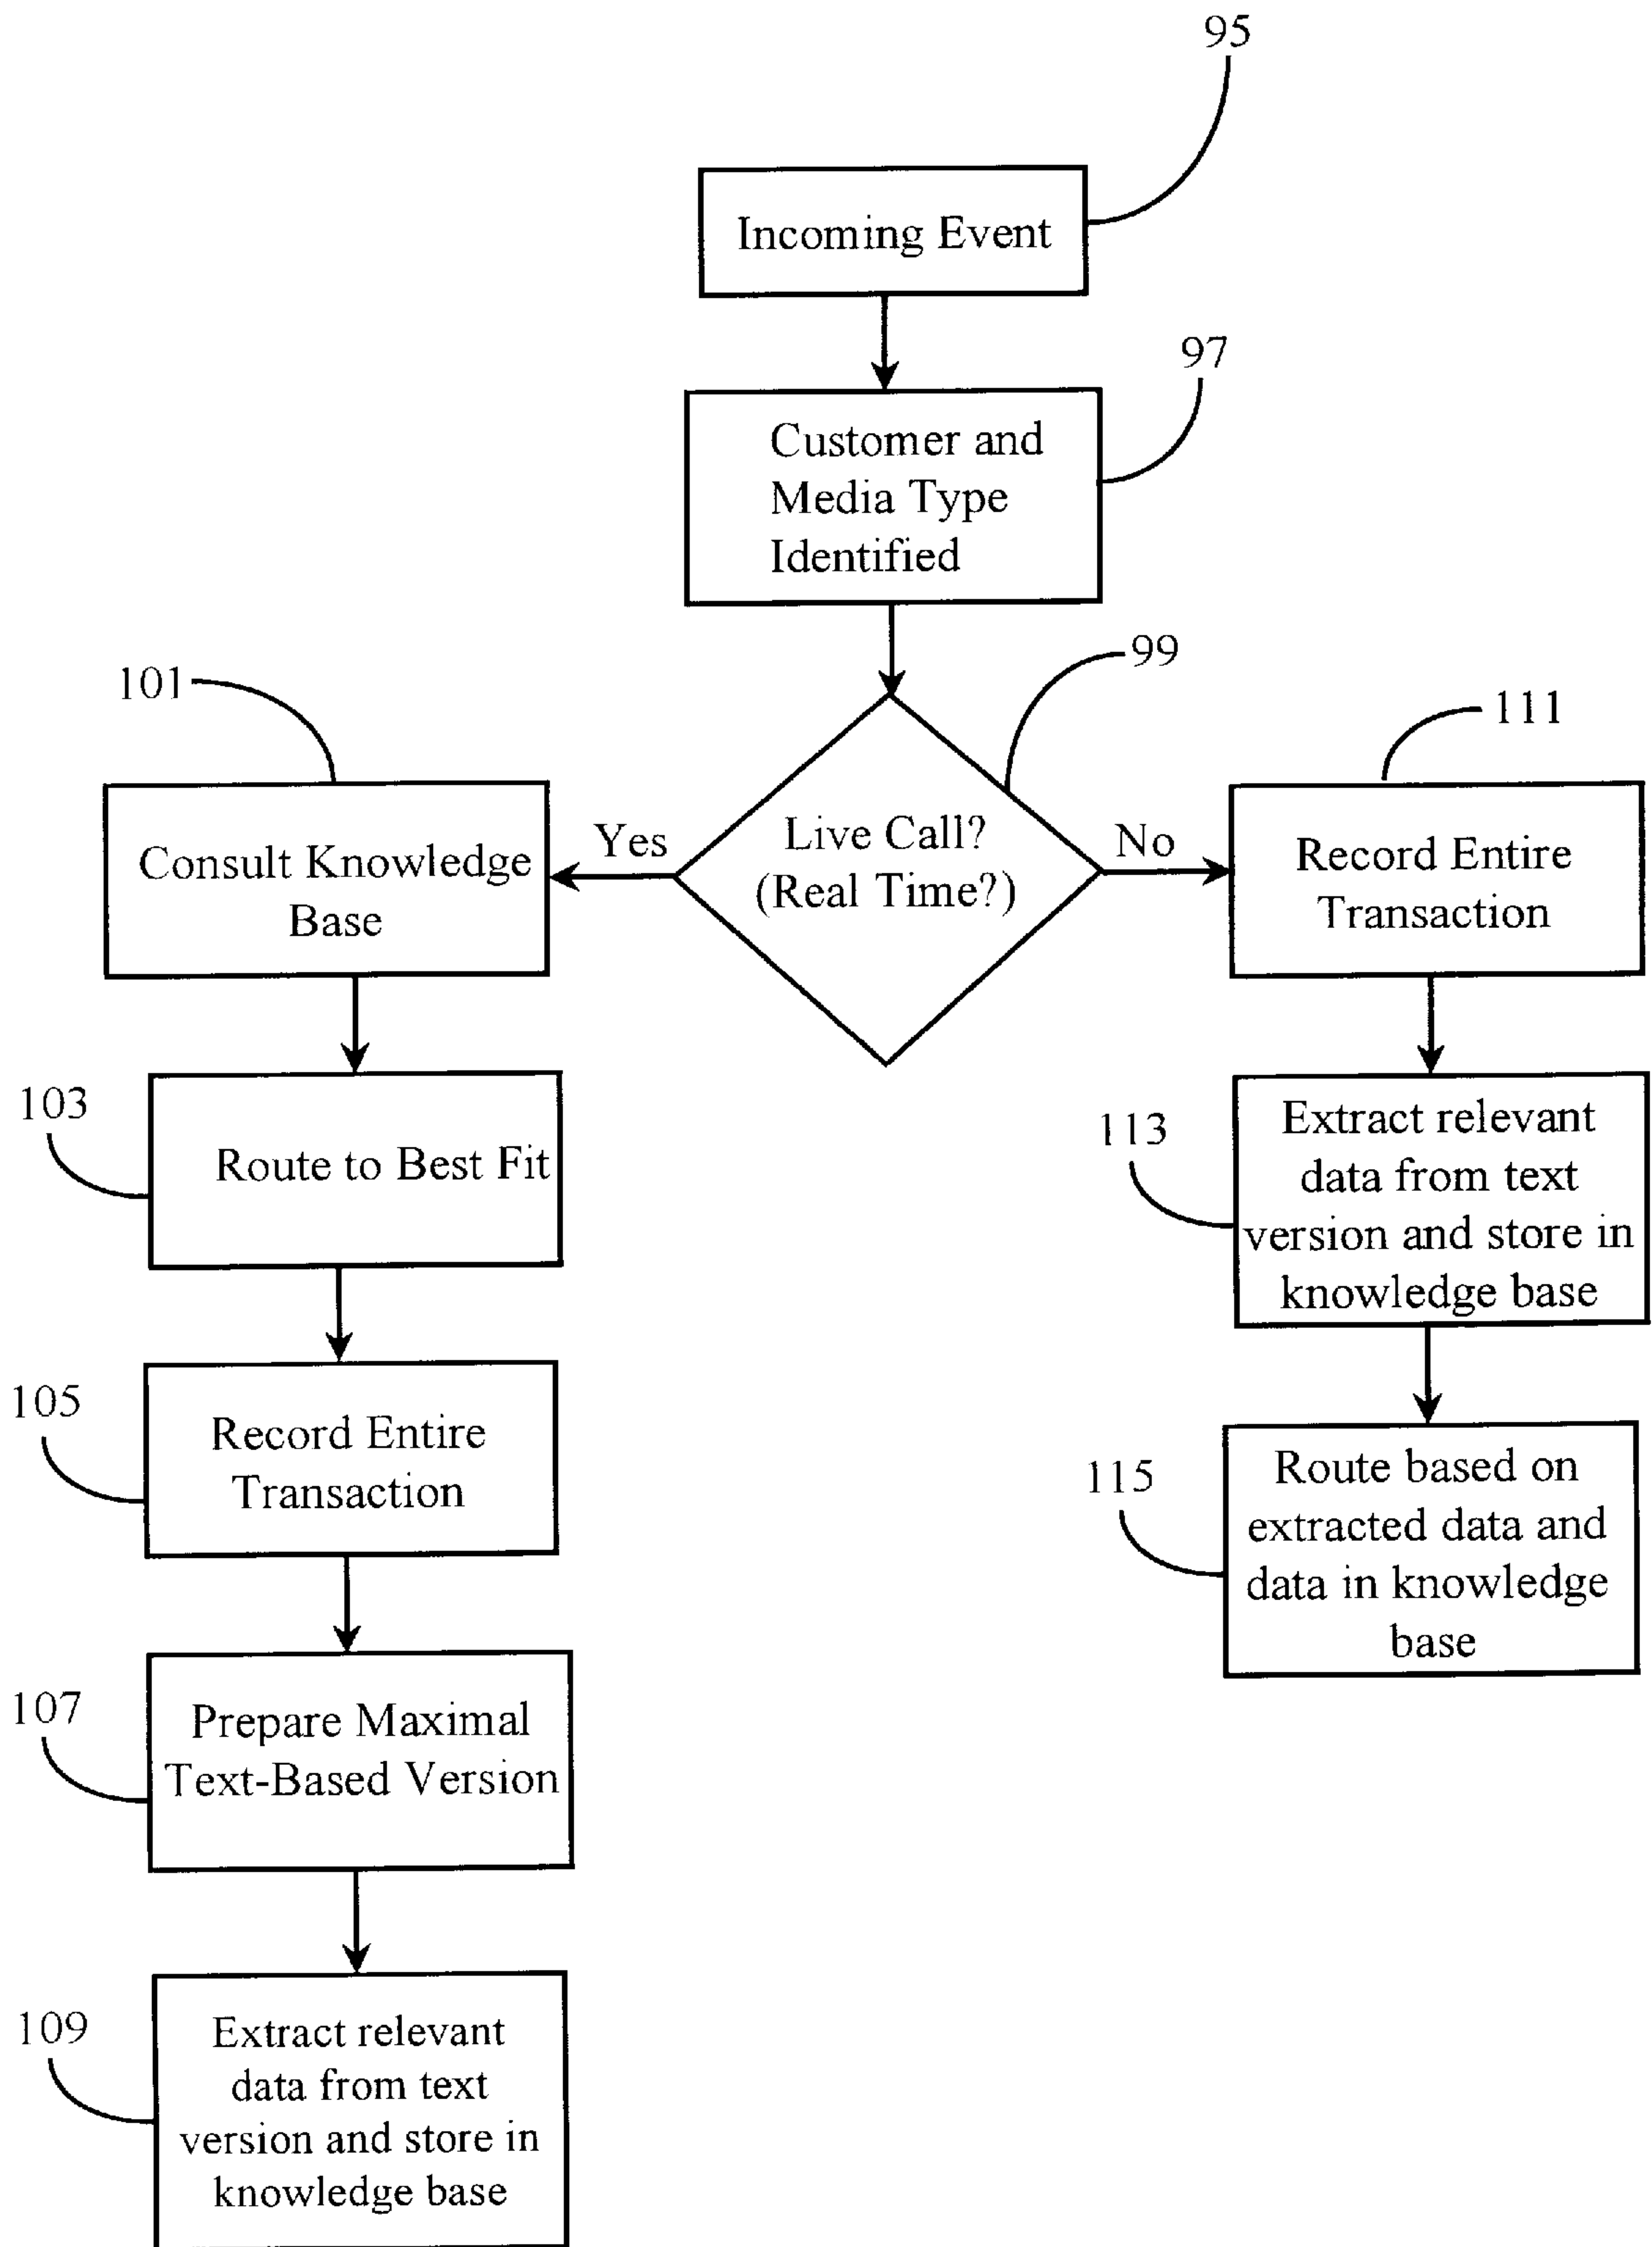 95
Incoming Event
97
Customer and
Media Type
Identified
99
Live Call?
(Real Time?)
Yes
No
101
Consult Knowledge
Base
103
Route to Best Fit
105
Record Entire
Transaction
107
Prepare Maximal
Text-Based Version
109
Extract relevant
data from text
version and store in
knowledge base
111
Record Entire
Transaction
113
Extract relevant
data from text
version and store in
knowledge base
115
Route based on
extracted data and
data in knowledge
base